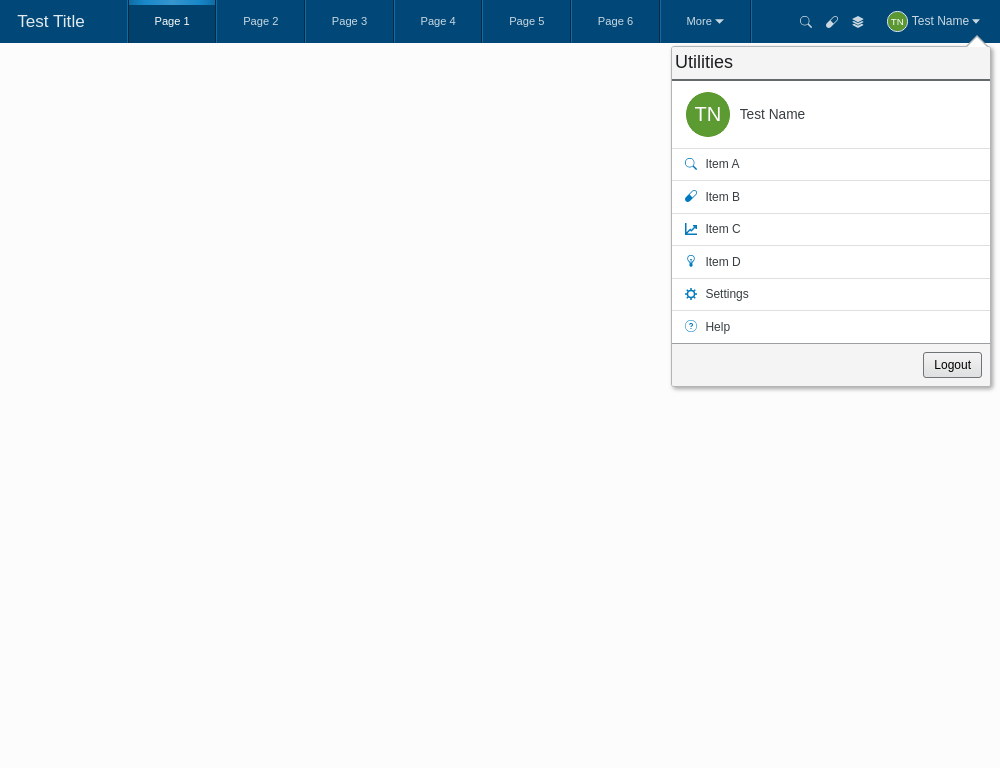 Test Title
Page 1
Page 2
Page 3
Page 4
Page 5
Page 6
More
TN Test Name
Utilities
TN
Test Name
Item A
Item B
Item C
Item D
Settings
Help
Logout